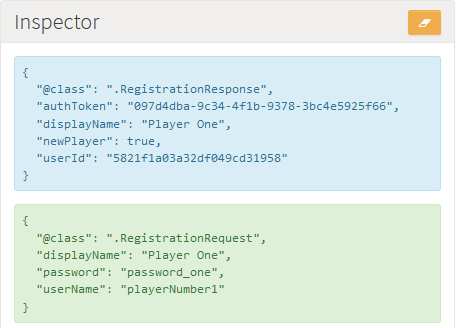 Inspector
{
"@class": ".RegistrationResponse",
"authToken": "097d4dba-9c34-4f1b-9378-3bc4e5925f66",
"displayName": "Player One",
"newPlayer": true,
"userId": "5821f1a03a32df049cd31958"
}
{
"@class": ".RegistrationRequest",
"displayName": "Player One",
"password": "password_one",
"userName": "playerNumber1"
}